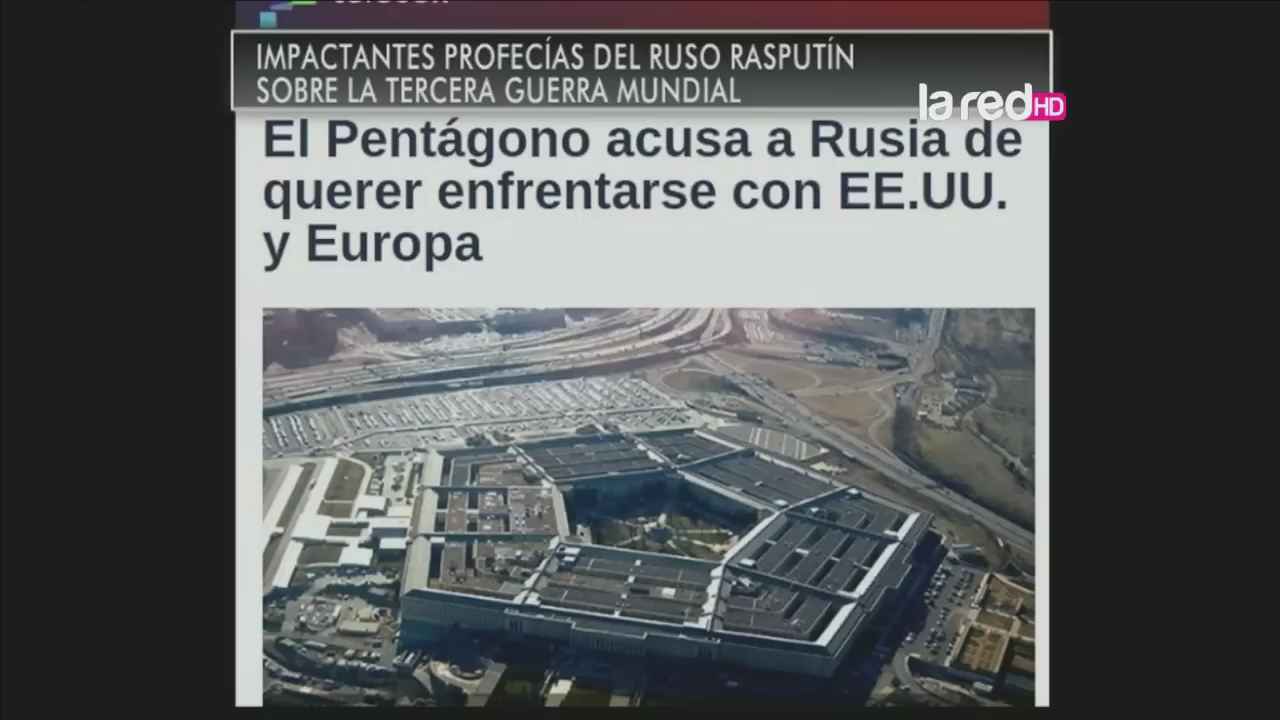 IMPACTANTES PROFECÍAS DEL RUSO RASPUTÍN
SOBRE LA TERCERA GUERRA MUNDIAL
la red HD
El Pentágono acusa a Rusia de
querer enfrentarse con EE.UU.
y Europa